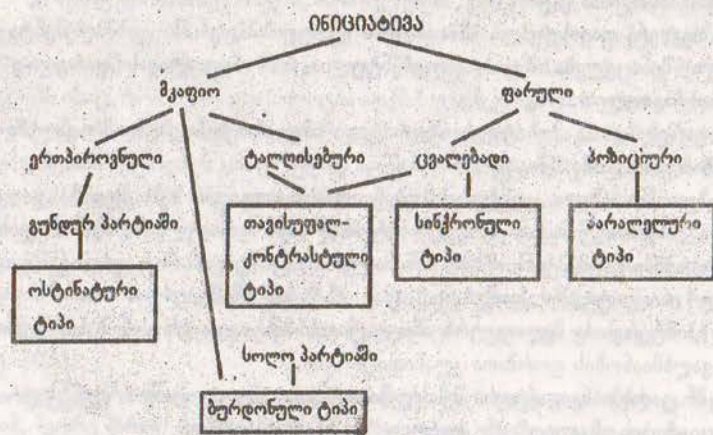 ინიციატივა
მკაფიო ფარული
ერთპიროვნული ტალღისებური ცვალებადი პოზიციური
გუნდურ პარტიაში
თავისუფალ-
კონტრასტული
ტიპი
სინქრონული
ტიპი
პარალელური
ტიპი
ოსტინატური
ტიპი
სოლო პარტიაში
ბურდონული ტიპი